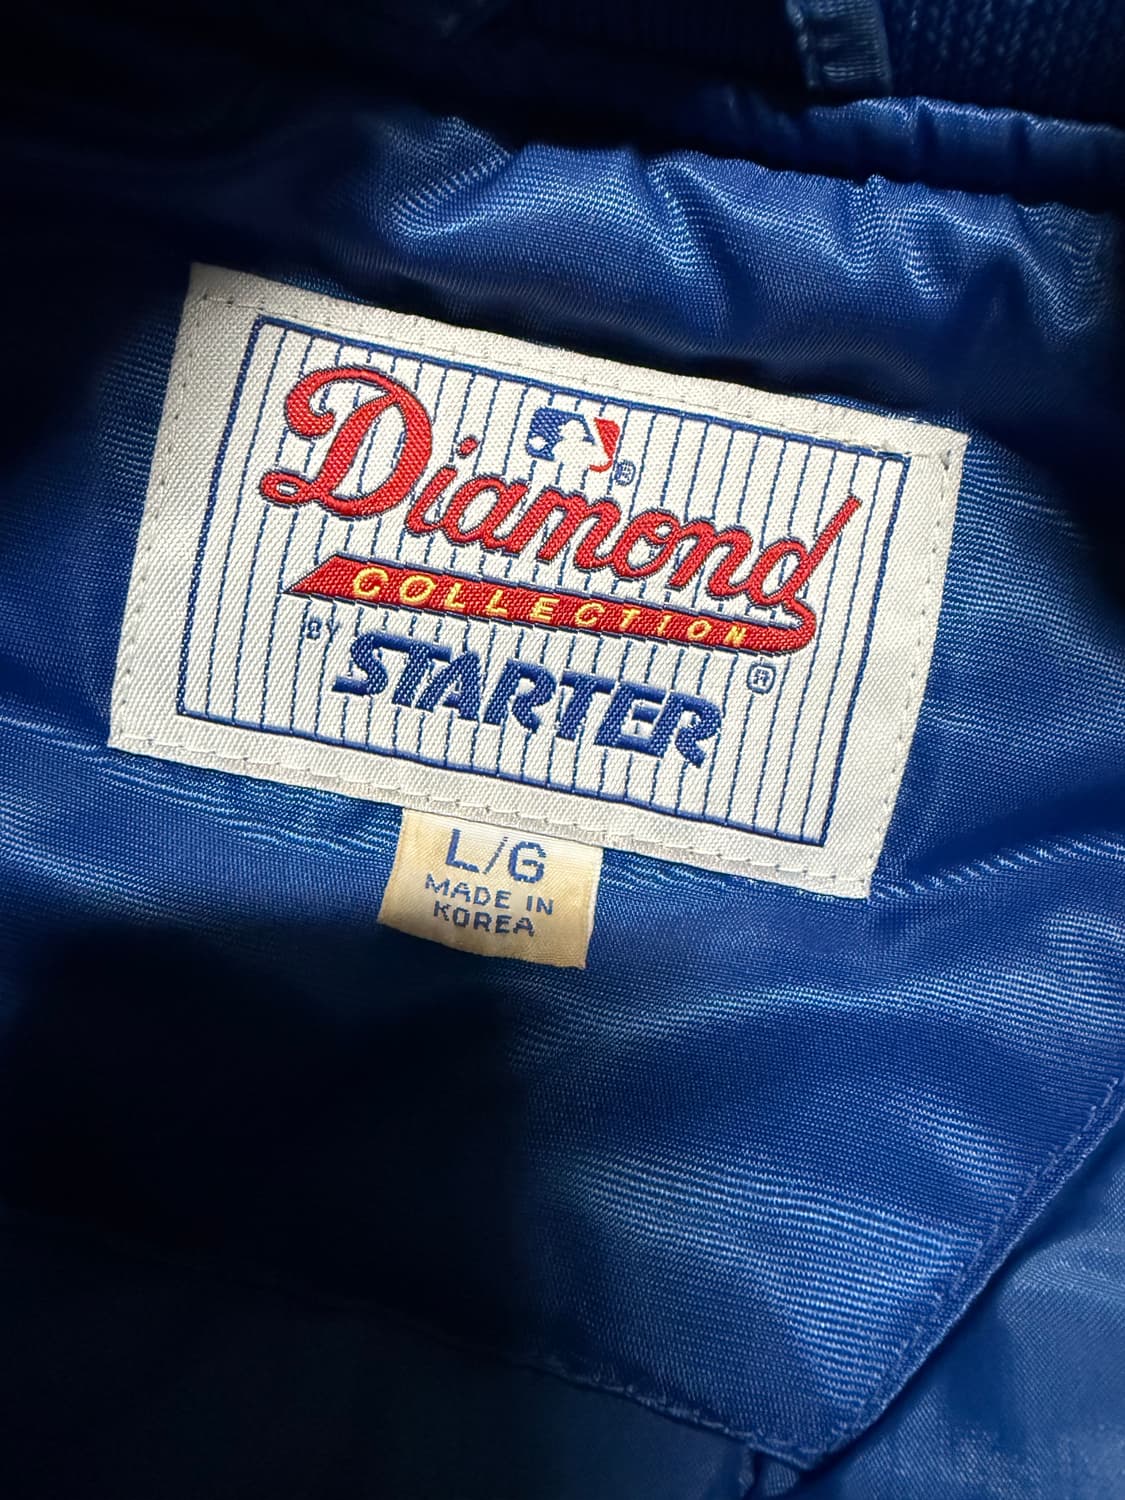 ®
Diamond
COLLECTION
BY STARTER®
L/G
MADE IN
KOREA